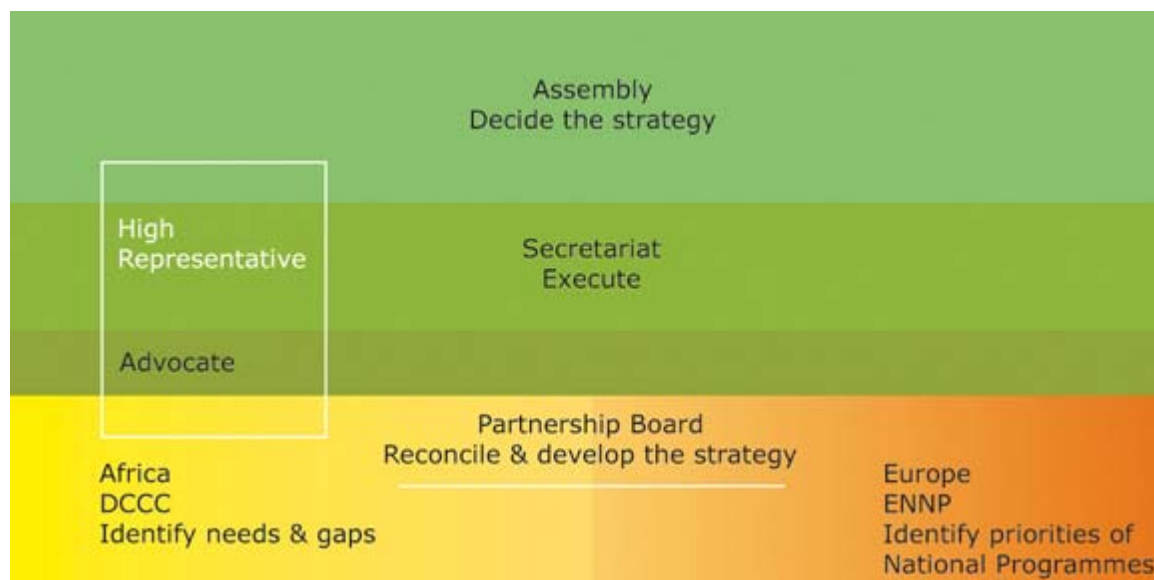 Assembly
Decide the strategy
High
Representative
Secretariat
Execute
Advocate
Partnership Board
Reconcile & develop the strategy
Africa
DCCC
Identify needs & gaps
Europe
ENNP
Identify priorities of
National Programmes